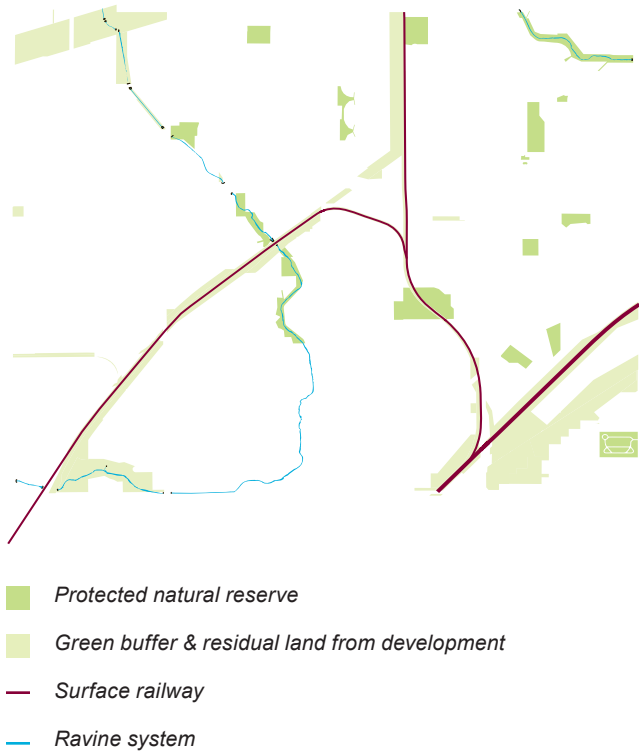 Protected natural reserve
Green buffer & residual land from development
Surface railway
Ravine system